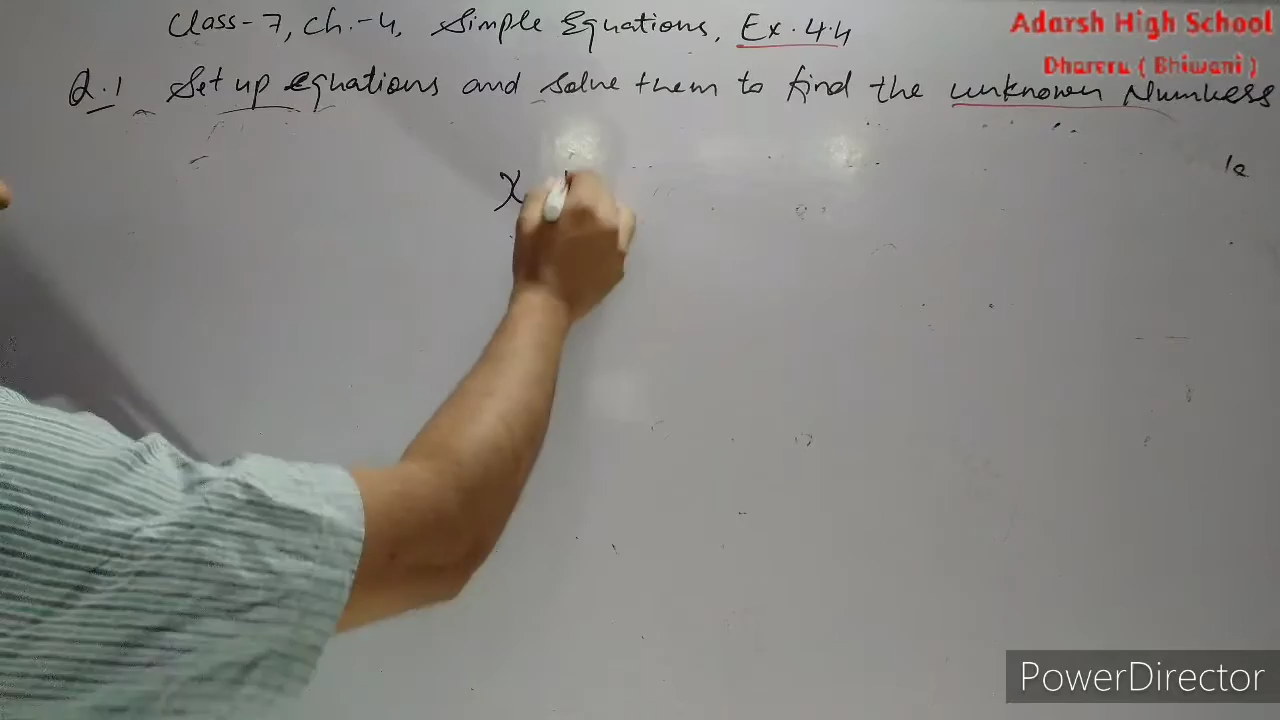 Class-7, Ch.-4, Simple Equations, Ex. 4.4
Adarsh High School
Dhareru ( Bhiwani )
Q.1 Set up equations and solve them to find the unknown Numbers
x
PowerDirector